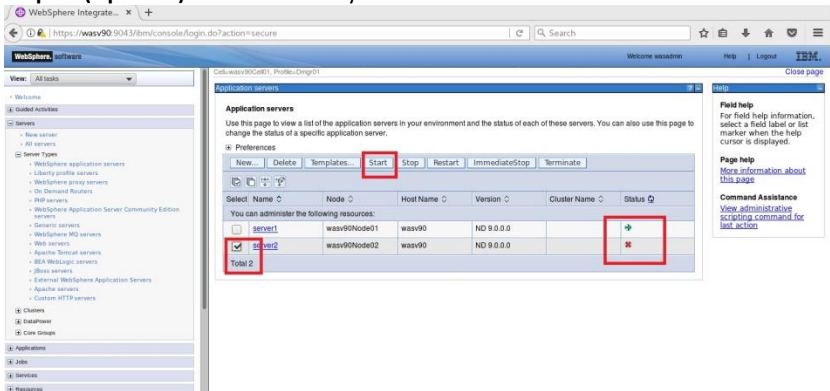 WebSphere Integrate... × +
https://wasv90:9043/ibm/console/login.do?action=secure
Search
WebSphere. software
Welcome wasadmin
Help | Logout
IBM.
View: All tasks
Cell=wasv90Cell01, Profile=Dmgr01
Close page
Welcome
Guided Activities
Servers
New server
All servers
Server Types
WebSphere application servers
Liberty profile servers
WebSphere proxy servers
On Demand Routers
PHP servers
WebSphere Application Server Community Edition
servers
Generic servers
WebSphere MQ servers
Web servers
Apache Tomcat servers
BEA WebLogic servers
JBoss servers
External WebSphere Application Servers
Apache servers
Custom HTTP servers
Clusters
DataPower
Core Groups
Applications
Jobs
Services
Resources
Application servers
Application servers
Use this page to view a list of the application servers in your environment and the status of each of these servers. You can also use this page to
change the status of a specific application server.
Preferences
New... Delete Templates... Start Stop Restart ImmediateStop Terminate
Select Name Node Host Name Version Cluster Name Status
You can administer the following resources:
server1 wasv90Node01 wasv90 ND 9.0.0.0
server2 wasv90Node02 wasv90 ND 9.0.0.0
Total 2
Help
Field help
For field help information,
select a field label or list
marker when the help
cursor is displayed.
Page help
More information about
this page
Command Assistance
View administrative
scripting command for
last action